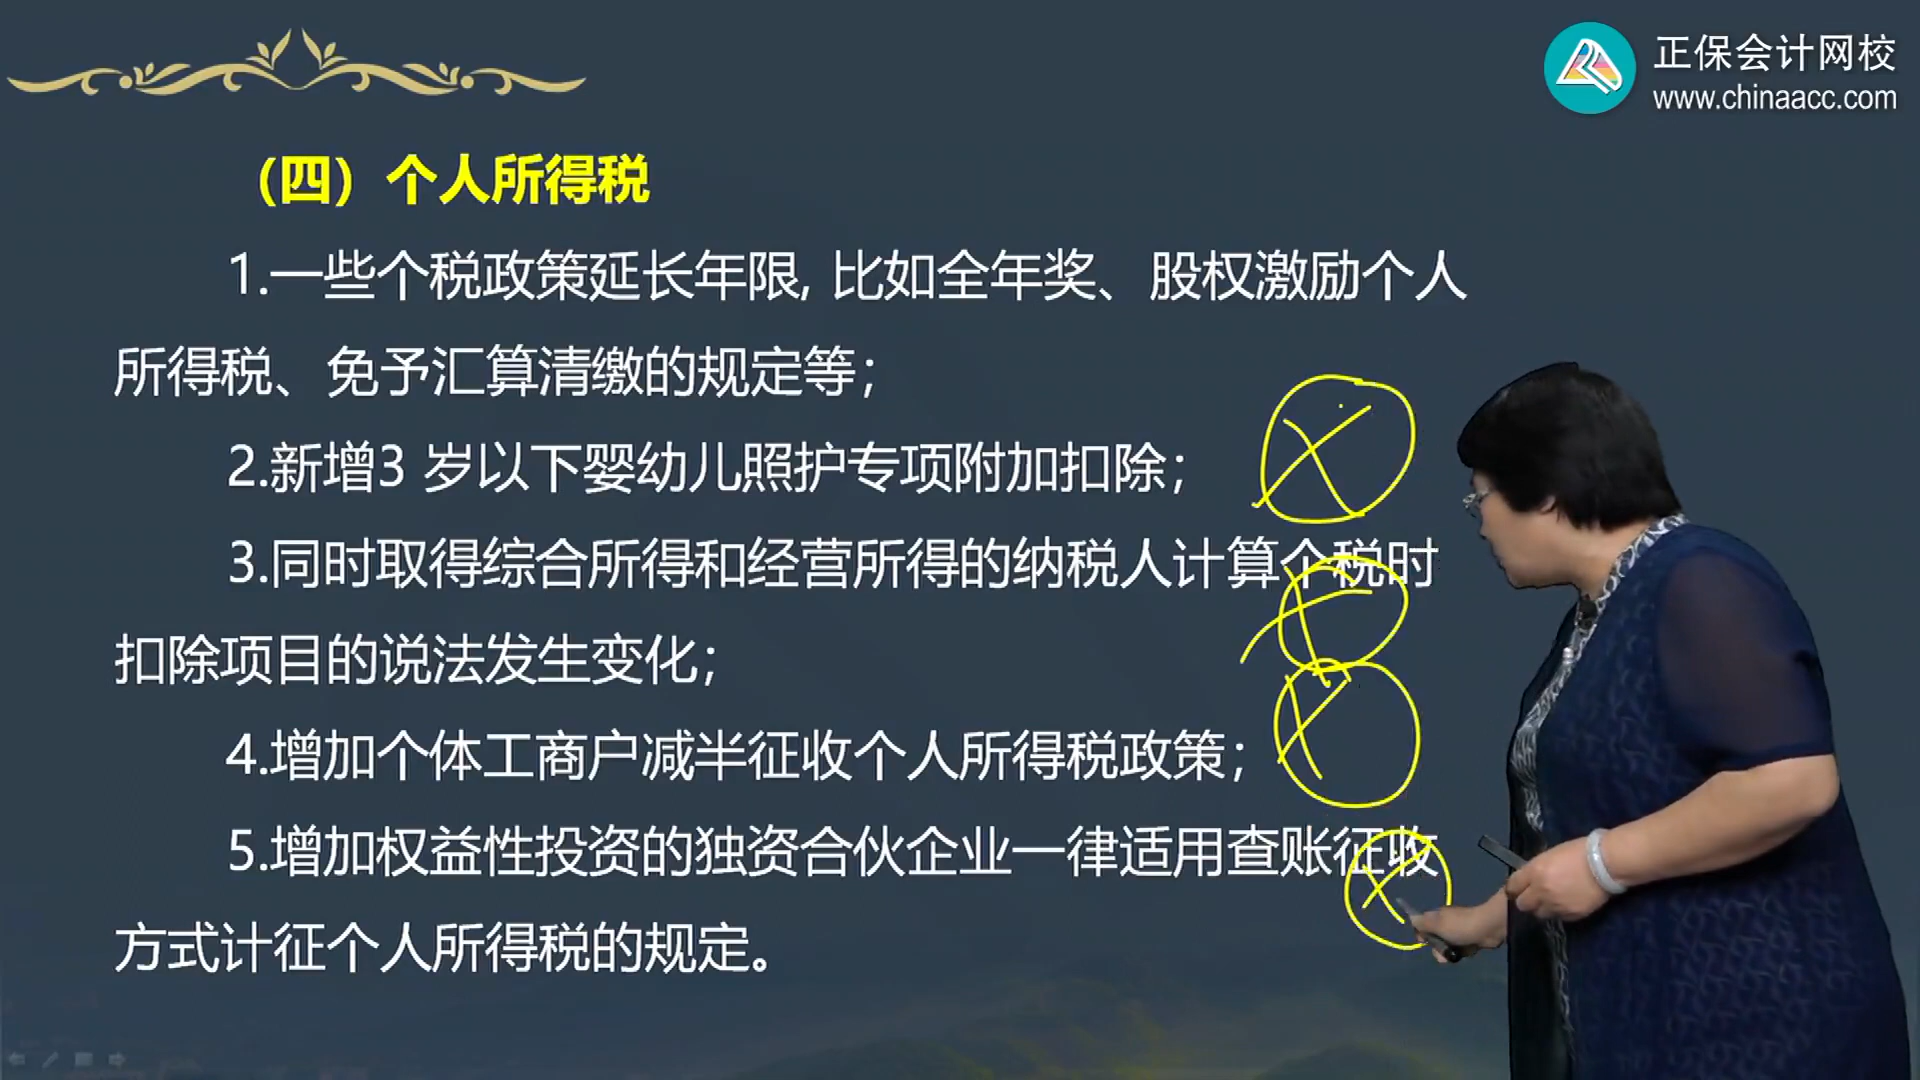 正保会计网校
www.chinaacc.com
（四）个人所得税
1.一些个税政策延长年限, 比如全年奖、股权激励个人
所得税、免予汇算清缴的规定等；
2.新增3 岁以下婴幼儿照护专项附加扣除；
3.同时取得综合所得和经营所得的纳税人计算个税时
扣除项目的说法发生变化；
4.增加个体工商户减半征收个人所得税政策；
5.增加权益性投资的独资合伙企业一律适用查账征收
方式计征个人所得税的规定。